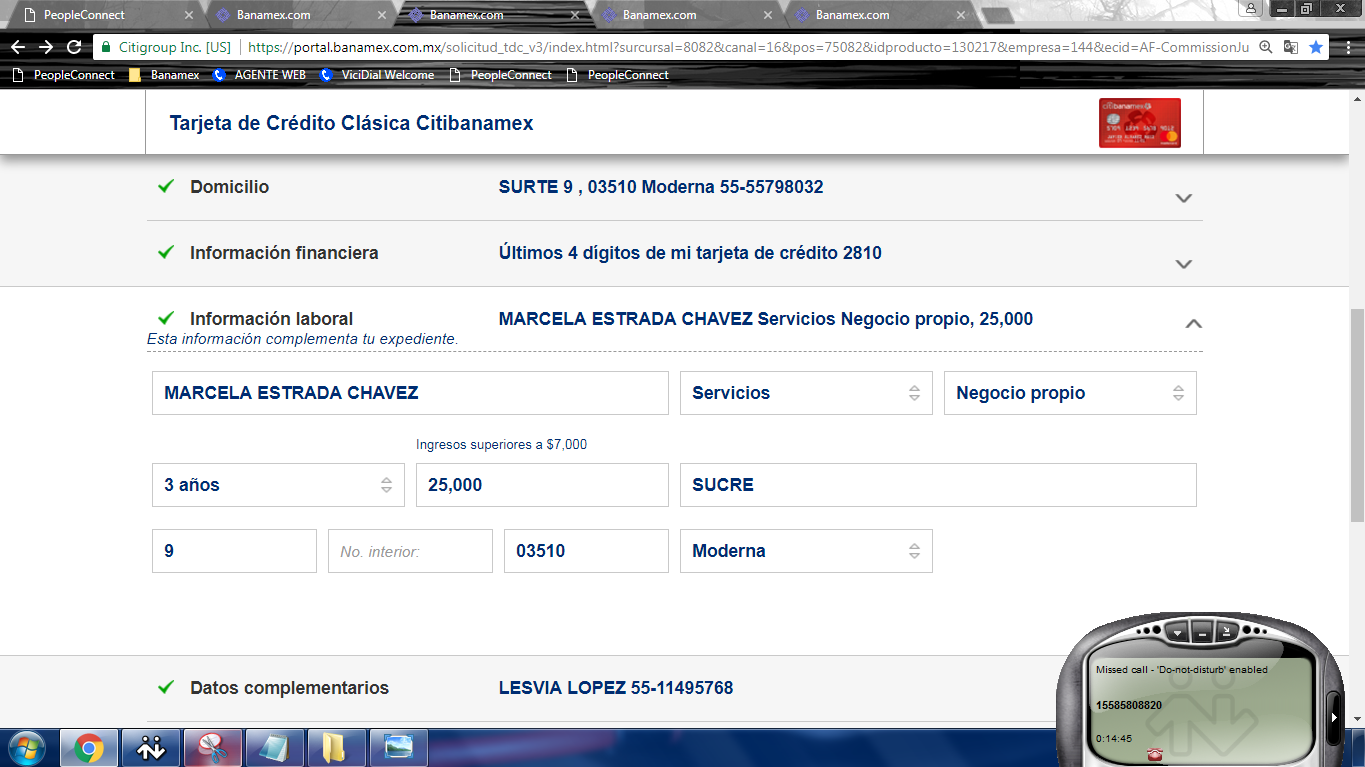 PeopleConnect
Banamex.com
Banamex.com
Banamex.com
Banamex.com
Citigroup Inc. [US] https://portal.banamex.com.mx/solicitud_tdc_v3/index.html?sursucal=8082&canal=16&pos=75082&idproducto=130217&empresa=144&ecid=AF-CommissionJu
PeopleConnect Banamex AGENTE WEB ViciDial Welcome PeopleConnect PeopleConnect
Tarjeta de Crédito Clásica Citibanamex
citibanamex
Domicilio SURTE 9 , 03510 Moderna 55-55798032
Información financiera Últimos 4 dígitos de mi tarjeta de crédito 2810
Información laboral MARCELA ESTRADA CHAVEZ Servicios Negocio propio, 25,000
Esta información complementa tu expediente.
MARCELA ESTRADA CHAVEZ Servicios Negocio propio
Ingresos superiores a $7,000
3 años 25,000 SUCRE
9 No. interior: 03510 Moderna
Datos complementarios LESVIA LOPEZ 55-11495768
Missed call - 'Do-not-disturb' enabled
15585808820
0:14:45